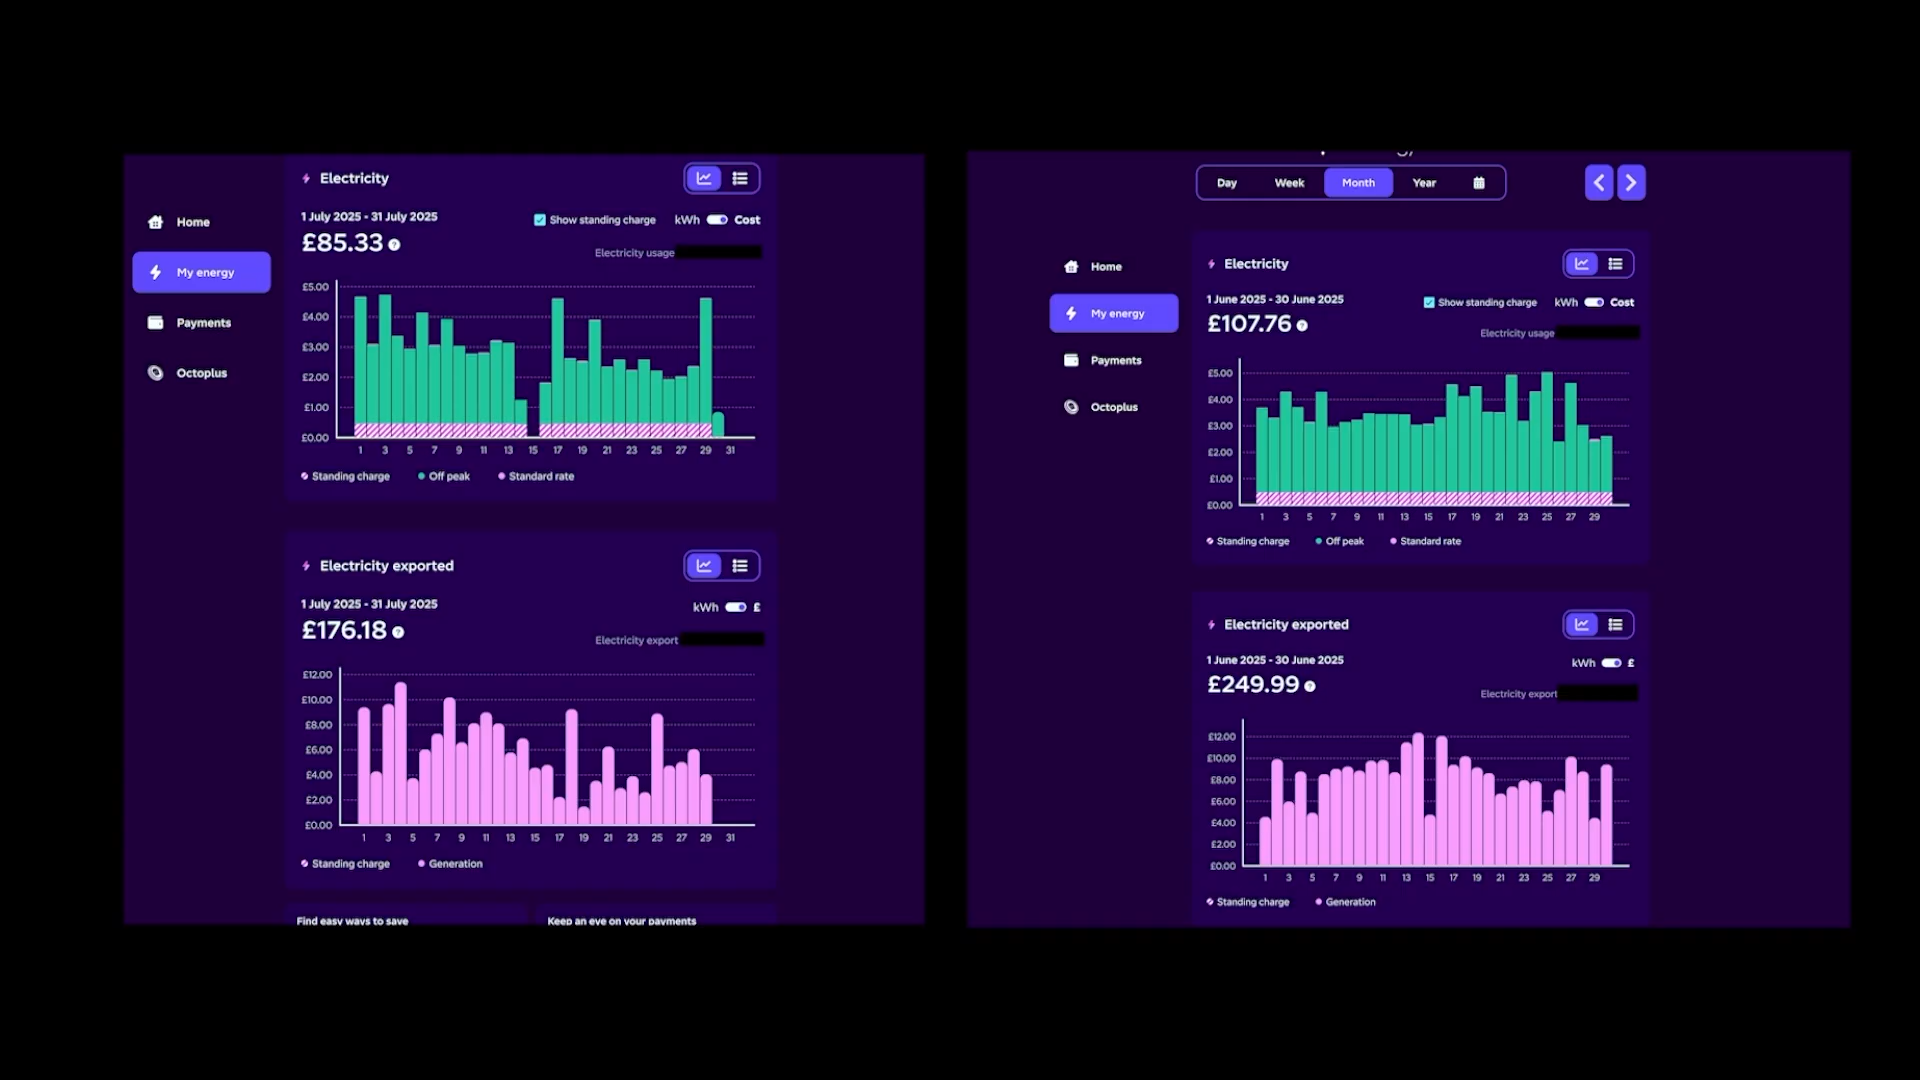 Electricity
1 July 2025 - 31 July 2025
Show standing charge kWh Cost
£85.33
Electricity usage
Home
My energy
Payments
Octoplus
£5.00
£4.00
£3.00
£2.00
£1.00
£0.00
1 3 5 7 9 11 13 15 17 19 21 23 25 27 29 31
Standing charge Off peak Standard rate
Electricity exported
1 July 2025 - 31 July 2025
kWh £
£176.18
Electricity export
£12.00
£10.00
£8.00
£6.00
£4.00
£2.00
£0.00
1 3 5 7 9 11 13 15 17 19 21 23 25 27 29 31
Standing charge Generation
Find easy ways to save
Keep an eye on your payments
Day Week Month Year
Home
My energy
Payments
Octoplus
Electricity
1 June 2025 - 30 June 2025
Show standing charge kWh Cost
£107.76
Electricity usage
£5.00
£4.00
£3.00
£2.00
£1.00
£0.00
1 3 5 7 9 11 13 15 17 19 21 23 25 27 29
Standing charge Off peak Standard rate
Electricity exported
1 June 2025 - 30 June 2025
kWh £
£249.99
Electricity export
£12.00
£10.00
£8.00
£6.00
£4.00
£2.00
£0.00
1 3 5 7 9 11 13 15 17 19 21 23 25 27 29
Standing charge Generation